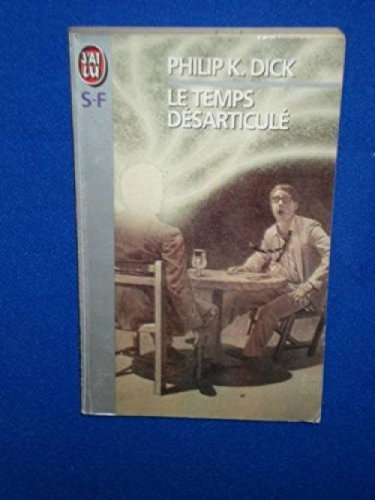 J'AI
LU
S-F
PHILIP K. DICK
LE TEMPS
DÉSARTICULÉ